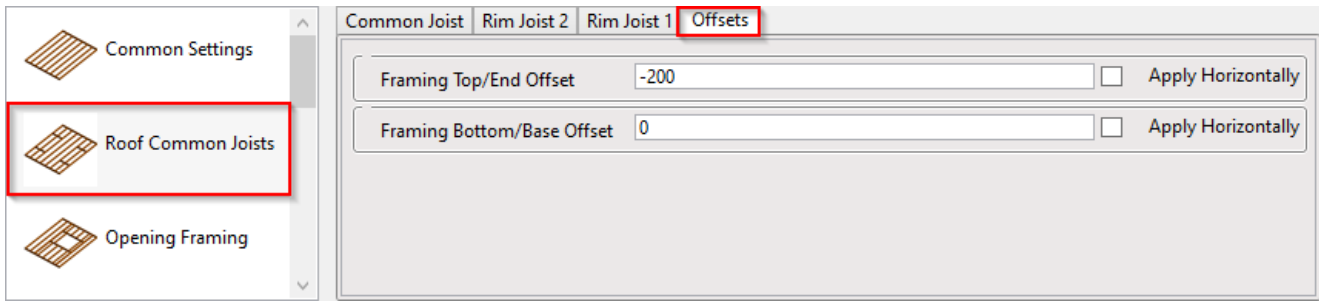 Common Settings
Roof Common Joists
Opening Framing
Common Joist Rim Joist 2 Rim Joist 1 Offsets
Framing Top/End Offset -200 Apply Horizontally
Framing Bottom/Base Offset 0 Apply Horizontally